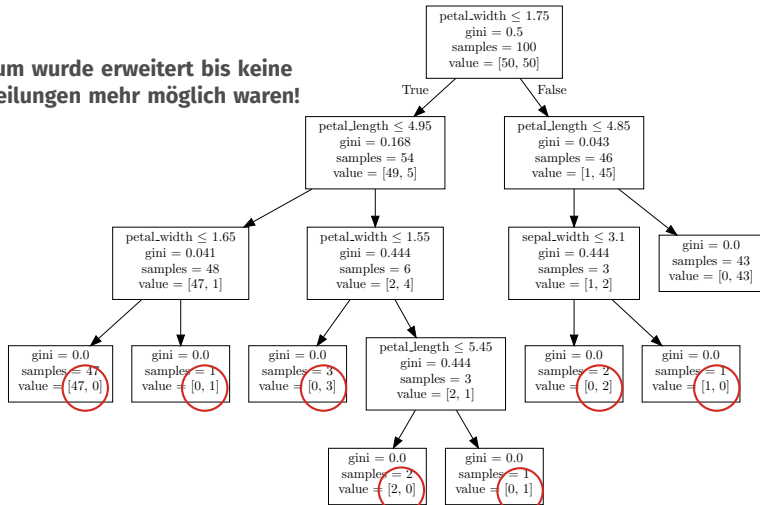 um wurde erweitert bis keine
eilungen mehr möglich waren!
petal_width ≤ 1.75
gini = 0.5
samples = 100
value = [50, 50]
True
False
petal_length ≤ 4.95
gini = 0.168
samples = 54
value = [49, 5]
petal_length ≤ 4.85
gini = 0.043
samples = 46
value = [1, 45]
petal_width ≤ 1.65
gini = 0.041
samples = 48
value = [47, 1]
petal_width ≤ 1.55
gini = 0.444
samples = 6
value = [2, 4]
sepal_width ≤ 3.1
gini = 0.444
samples = 3
value = [1, 2]
gini = 0.0
samples = 43
value = [0, 43]
gini = 0.0
samples = 47
value = [47, 0]
gini = 0.0
samples = 1
value = [0, 1]
gini = 0.0
samples = 3
value = [0, 3]
petal_length ≤ 5.45
gini = 0.444
samples = 3
value = [2, 1]
gini = 0.0
samples = 2
value = [0, 2]
gini = 0.0
samples = 1
value = [1, 0]
gini = 0.0
samples = 2
value = [2, 0]
gini = 0.0
samples = 1
value = [0, 1]